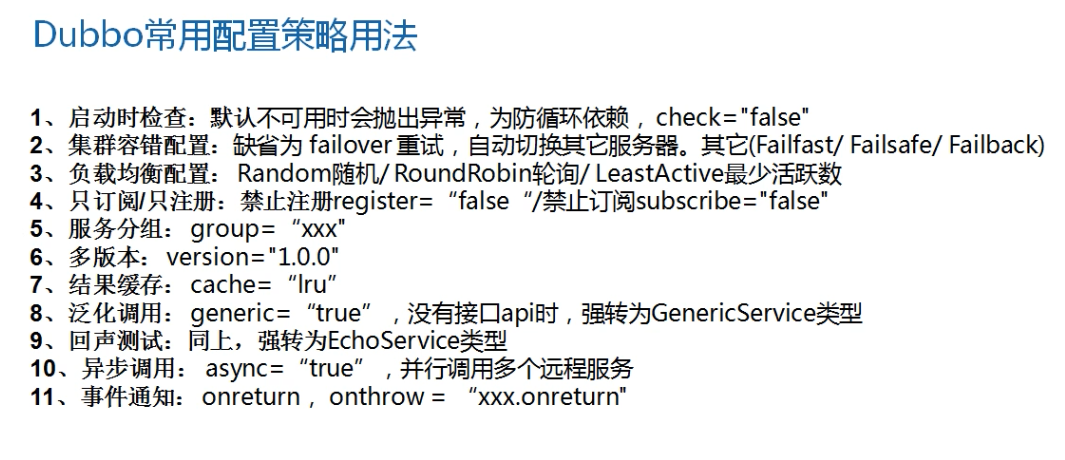 Dubbo常用配置策略用法
1、启动时检查：默认不可用时会抛出异常，为防循环依赖，check="false"
2、集群容错配置：缺省为 failover 重试，自动切换其它服务器。其它(Failfast/ Failsafe/ Failback)
3、负载均衡配置： Random随机/ RoundRobin轮询/ LeastActive最少活跃数
4、只订阅/只注册：禁止注册register=“false“/禁止订阅subscribe="false"
5、服务分组： group=“xxx"
6、多版本： version="1.0.0"
7、结果缓存： cache=“lru”
8、泛化调用： generic=“true”，没有接口api时，强转为GenericService类型
9、回声测试：同上，强转为EchoService类型
10、异步调用： async=“true”，并行调用多个远程服务
11、事件通知： onreturn， onthrow = “xxx.onreturn"